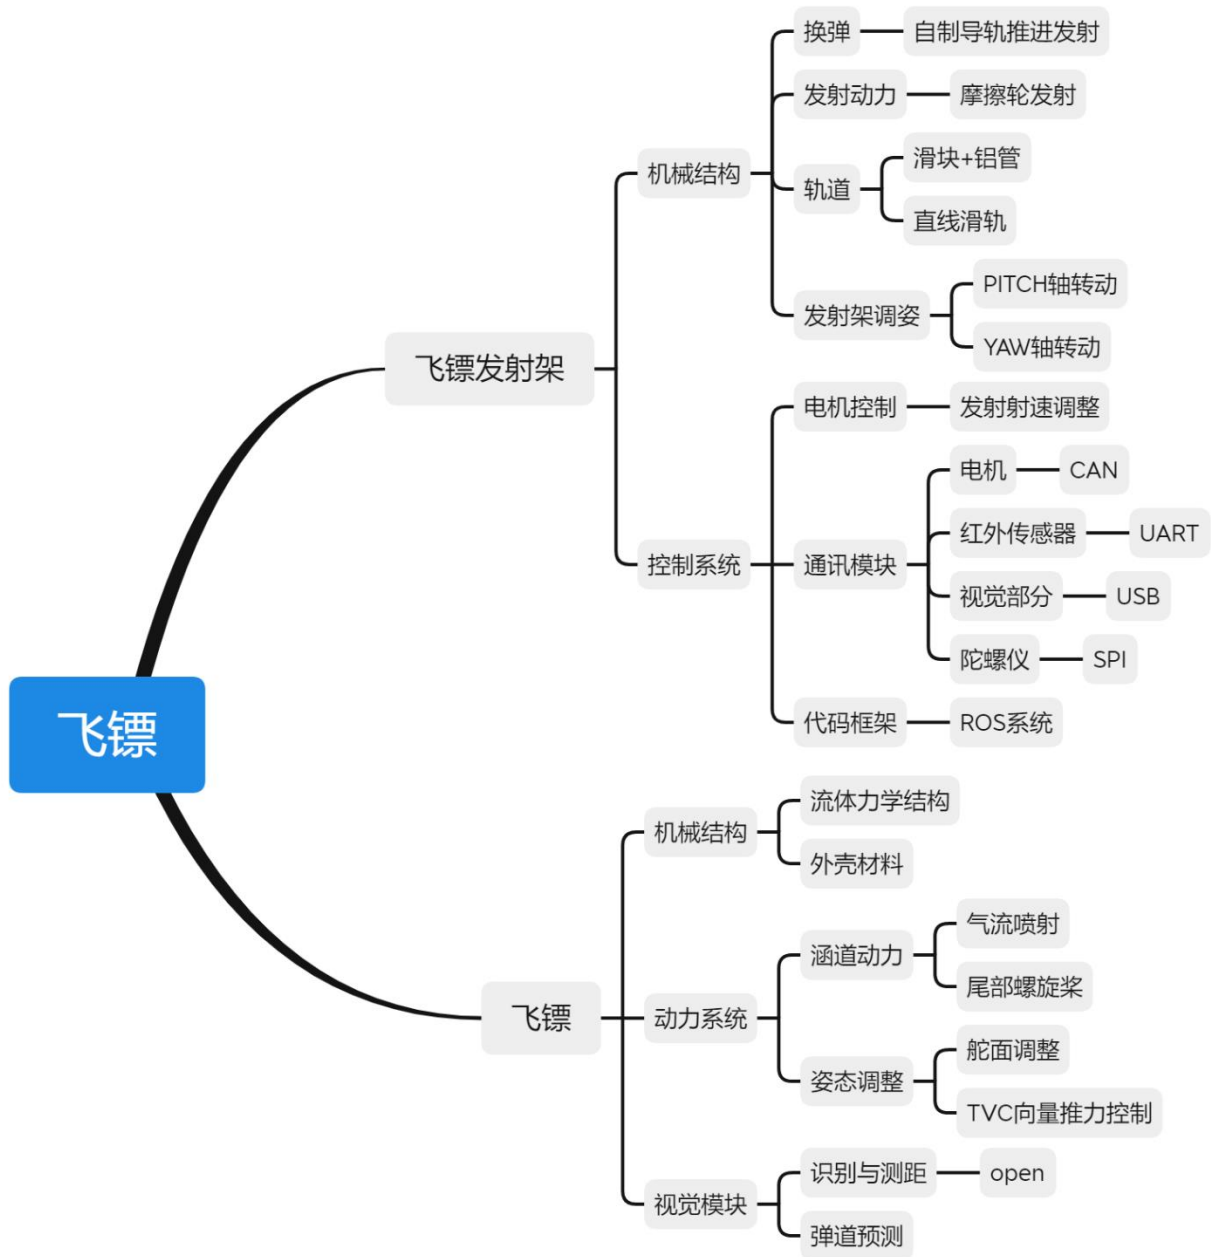 飞镖
飞镖发射架
机械结构
换弹
自制导轨推进发射
发射动力
摩擦轮发射
轨道
滑块+铝管
直线滑轨
发射架调姿
PITCH轴转动
YAW轴转动
控制系统
电机控制
发射射速调整
通讯模块
电机
CAN
红外传感器
UART
视觉部分
USB
陀螺仪
SPI
代码框架
ROS系统
飞镖
机械结构
流体力学结构
外壳材料
动力系统
涵道动力
气流喷射
尾部螺旋桨
姿态调整
舵面调整
TVC向量推力控制
视觉模块
识别与测距
open
弹道预测